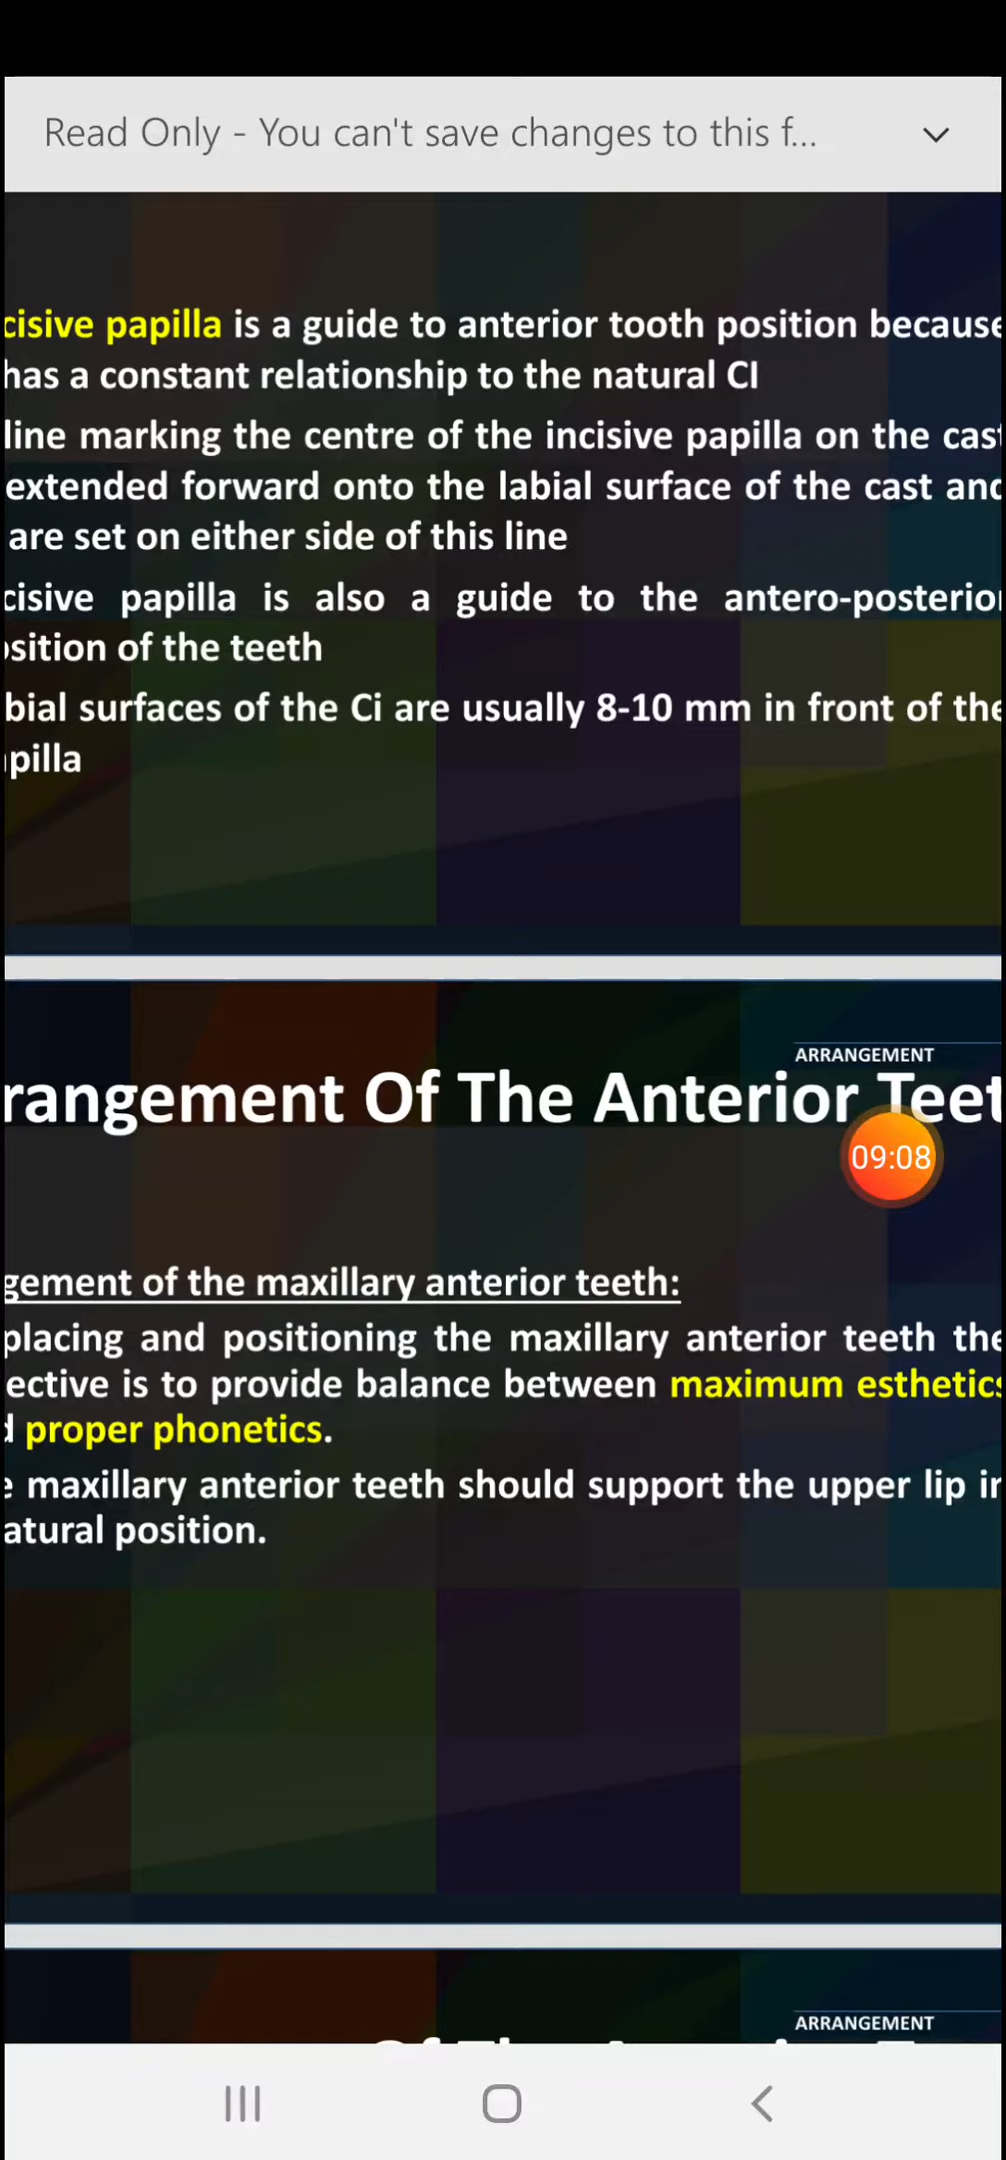 Read Only - You can't save changes to this f...
cisive papilla is a guide to anterior tooth position because
has a constant relationship to the natural CI
line marking the centre of the incisive papilla on the cast
extended forward onto the labial surface of the cast and
are set on either side of this line
cisive papilla is also a guide to the antero-posterior
sition of the teeth
bial surfaces of the Ci are usually 8-10 mm in front of the
pilla
ARRANGEMENT
rangement Of The Anterior Teet
09:08
gement of the maxillary anterior teeth:
placing and positioning the maxillary anterior teeth the
ective is to provide balance between maximum esthetics
d proper phonetics.
e maxillary anterior teeth should support the upper lip in
atural position.
ARRANGEMENT